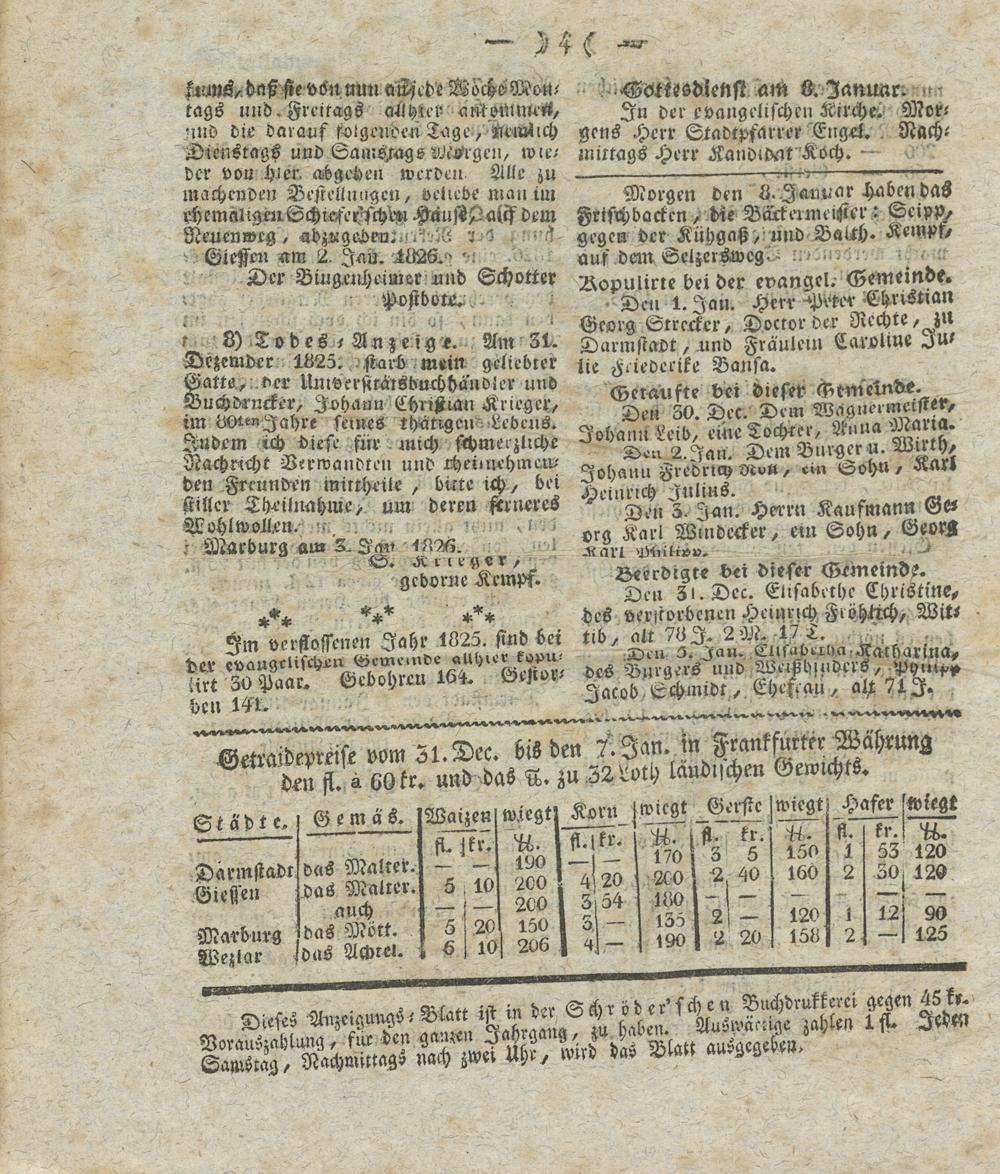 — )4( —
kums, daß sie von nun an jede Woche Mon-
tags und Freitags allhier ankommen,
und die darauf folgenden Tage, nemlich
Dienstags und Samstags Morgen, wie-
der von hier abgehen werden. Alle zu
machenden Bestellungen, beliebe man im
ehemaligen Schiefer'schen Hause, auf dem
Neuenweg, abzugeben.
Giessen am 2. Jan. 1826.
Der Bingenheimer und Schotter
Postbote.
8) Todes-Anzeige. Am 31.
Dezember 1825. starb mein geliebter
Gatte, der Universitätsbuchhändler und
Buchdrucker, Johann Christian Krieger,
im 80ten Jahre seines thätigen Lebens.
Indem ich diese für mich schmerzliche
Nachricht Verwandten und theilnehmen-
den Freunden mittheile, bitte ich, bei
stiller Theilnahme, um deren ferneres
Wohlwollen.
Marburg am 3. Jan. 1826.
S. Krieger,
geborne Kempf.
*** *** ***
Im verflossenen Jahr 1825. sind bei
der evangelischen Gemeinde allhier kopu-
lirt 30 Paar. Gebohren 164. Gestor-
ben 141.
Gottesdienst am 8. Januar.
In der evangelischen Kirche. Mor-
gens Herr Stadtpfarrer Engel. Nach-
mittags Herr Kandidat Koch.
Morgen den 8. Januar haben das
Frischbacken, die Bäckermeister: Seipp,
gegen der Kühgaß, und Balth. Kempf,
auf dem Selzersweg.
Kopulirte bei der evangel. Gemeinde.
Den 1. Jan. Herr Peter Christian
Georg Strecker, Doctor der Rechte, zu
Darmstadt, und Fräulein Caroline Ju-
lie Friederike Bansa.
Getaufte bei dieser Gemeinde.
Den 30. Dec. Dem Wagnermeister,
Johann Leib, eine Tochter, Anna Maria.
Den 2. Jan. Dem Burger u. Wirth,
Johann Fredrich Noll, ein Sohn, Karl
Heinrich Julius.
Den 3. Jan. Herrn Kaufmann Ge-
org Karl Windecker, ein Sohn, Georg
Karl Philipp.
Beerdigte bei dieser Gemeinde.
Den 31. Dec. Elisabethe Christine,
des verstorbenen Heinrich Fröhlich, Wit-
tib, alt 78 J. 2 M. 17 T.
Den 5. Jan. Elisabetha Katharina,
des Burgers und Weißbinders, Philipp
Jacob Schmidt, Ehefrau, alt 71 J.
Getraidepreise vom 31. Dec. bis den 7. Jan. in Frankfurter Währung
den fl. à 60 kr. und das ℔. zu 32 Loth ländischen Gewichts.
Städte. Gemäs. Waizen wiegt Korn wiegt Gerste wiegt Hafer wiegt
fl. kr. ℔. fl. kr. ℔. fl. kr. ℔. fl. kr. ℔.
Darmstadt das Malter. — — 190 — — 170 3 5 150 1 53 120
Giessen das Malter. 5 10 200 4 20 200 2 40 160 2 30 120
auch — — 200 3 54 180 — — — — — —
Marburg das Mött. 5 20 150 3 — 135 2 — 120 1 12 90
Wezlar das Achtel. 6 10 206 4 — 190 2 20 158 2 — 125
Dieses Anzeigungs-Blatt ist in der Schröder'schen Buchdrukkerei gegen 45 kr.
Vorauszahlung, für den ganzen Jahrgang, zu haben. Auswärtige zahlen 1 fl. Jeden
Samstag, Nachmittags nach zwei Uhr, wird das Blatt ausgegeben.